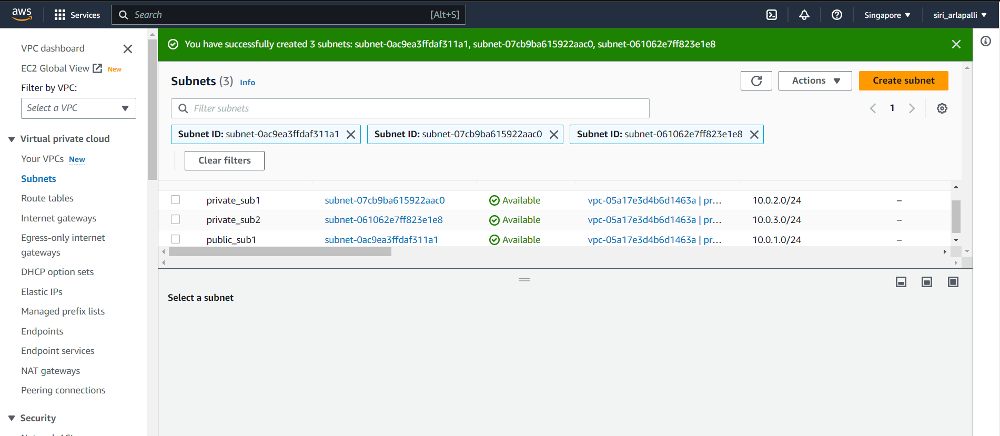 aws
Services
Search
[Alt+S]
Singapore
siri_arlapalli
VPC dashboard
EC2 Global View New
Filter by VPC:
Select a VPC
Virtual private cloud
Your VPCs New
Subnets
Route tables
Internet gateways
Egress-only internet
gateways
DHCP option sets
Elastic IPs
Managed prefix lists
Endpoints
Endpoint services
NAT gateways
Peering connections
Security
You have successfully created 3 subnets: subnet-0ac9ea3ffdaf311a1, subnet-07cb9ba615922aac0, subnet-061062e7ff823e1e8
Subnets (3) Info
Actions
Create subnet
Filter subnets
1
Subnet ID: subnet-0ac9ea3ffdaf311a1
Subnet ID: subnet-07cb9ba615922aac0
Subnet ID: subnet-061062e7ff823e1e8
Clear filters
private_sub1 subnet-07cb9ba615922aac0 Available vpc-05a17e3d4b6d1463a | pr... 10.0.2.0/24 –
private_sub2 subnet-061062e7ff823e1e8 Available vpc-05a17e3d4b6d1463a | pr... 10.0.3.0/24 –
public_sub1 subnet-0ac9ea3ffdaf311a1 Available vpc-05a17e3d4b6d1463a | pr... 10.0.1.0/24 –
Select a subnet